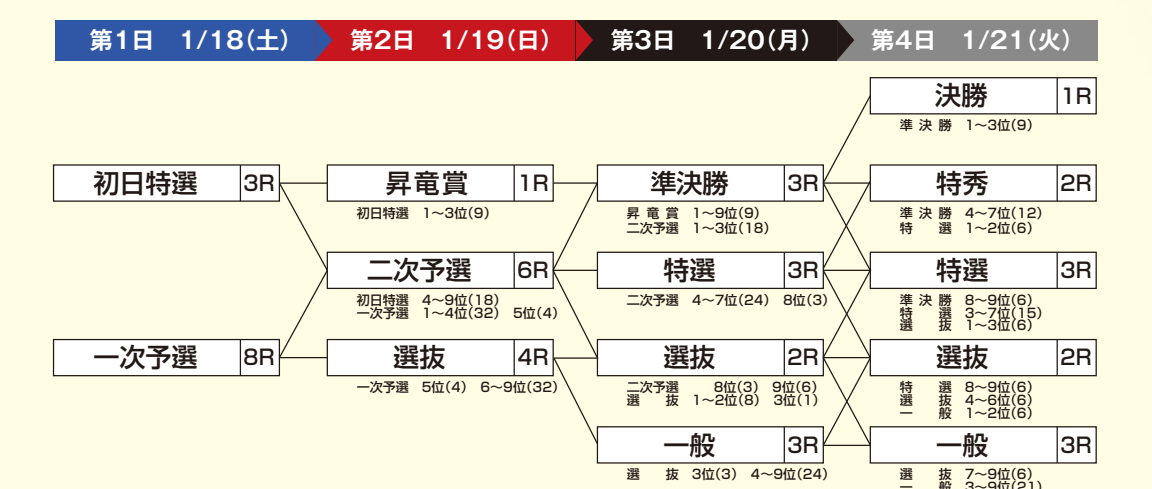 第1日 1/18(土) 第2日 1/19(日) 第3日 1/20(月) 第4日 1/21(火)
決勝 1R
準決勝 1~3位(9)
初日特選 3R 昇竜賞 1R 準決勝 3R 特秀 2R
初日特選 1~3位(9)
昇竜賞 1~9位(9)
二次予選 1~3位(18)
準決勝 4~7位(12)
特選 1~2位(6)
二次予選 6R 特選 3R 特選 3R
初日特選 4~9位(18)
一次予選 1~4位(32) 5位(4)
二次予選 4~7位(24) 8位(3)
準決勝 8~9位(6)
特選 3~7位(15)
選抜 1~3位(6)
一次予選 8R 選抜 4R 選抜 2R 選抜 2R
一次予選 5位(4) 6~9位(32)
二次予選 8位(3) 9位(6)
選抜 1~2位(8) 3位(1)
特選 8~9位(6)
選抜 4~6位(6)
一般 1~2位(6)
一般 3R 一般 3R
選抜 3位(3) 4~9位(24)
選抜 7~9位(6)
一般 3~9位(21)